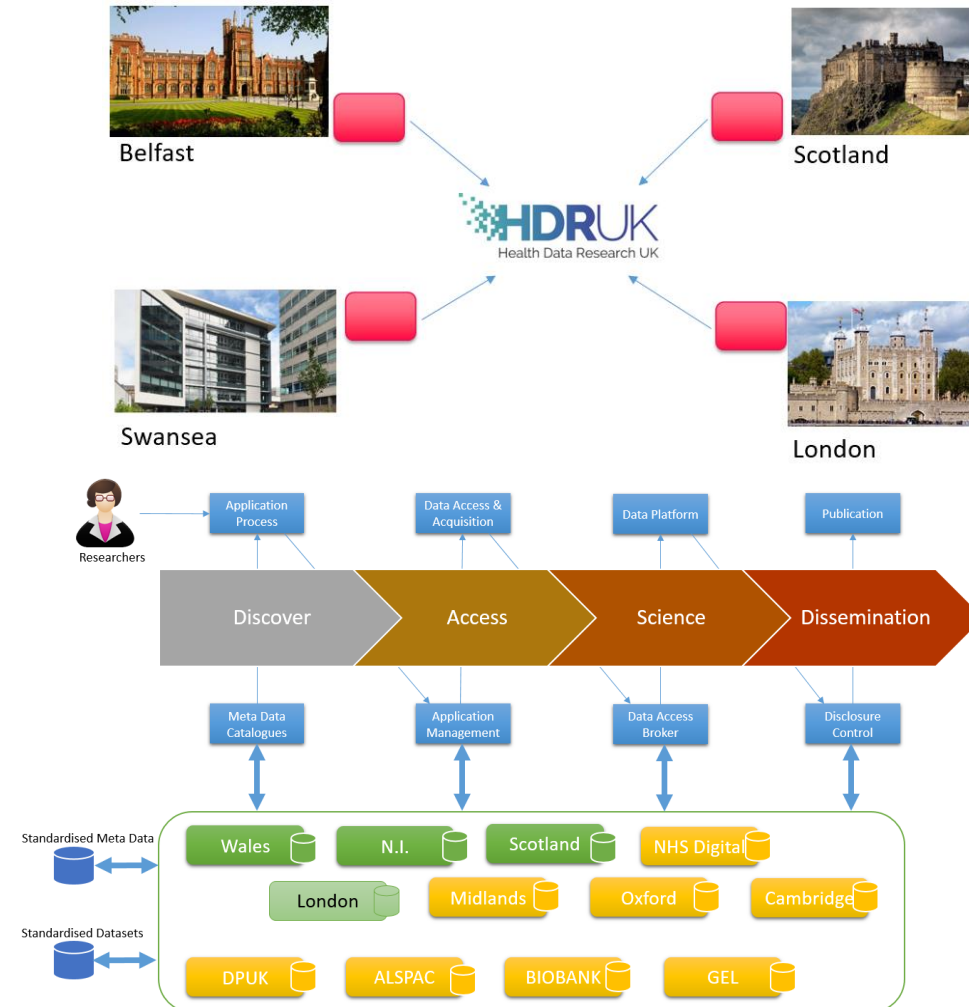 Belfast
Scotland
HDRUK
Health Data Research UK
Swansea
London
Researchers
Application
Process
Data Access &
Acquisition
Data Platform
Publication
Discover
Access
Science
Dissemination
Meta Data
Catalogues
Application
Management
Data Access
Broker
Disclosure
Control
Standardised Meta Data
Wales
N.I.
Scotland
NHS Digital
London
Midlands
Oxford
Cambridge
Standardised Datasets
DPUK
ALSPAC
BIOBANK
GEL